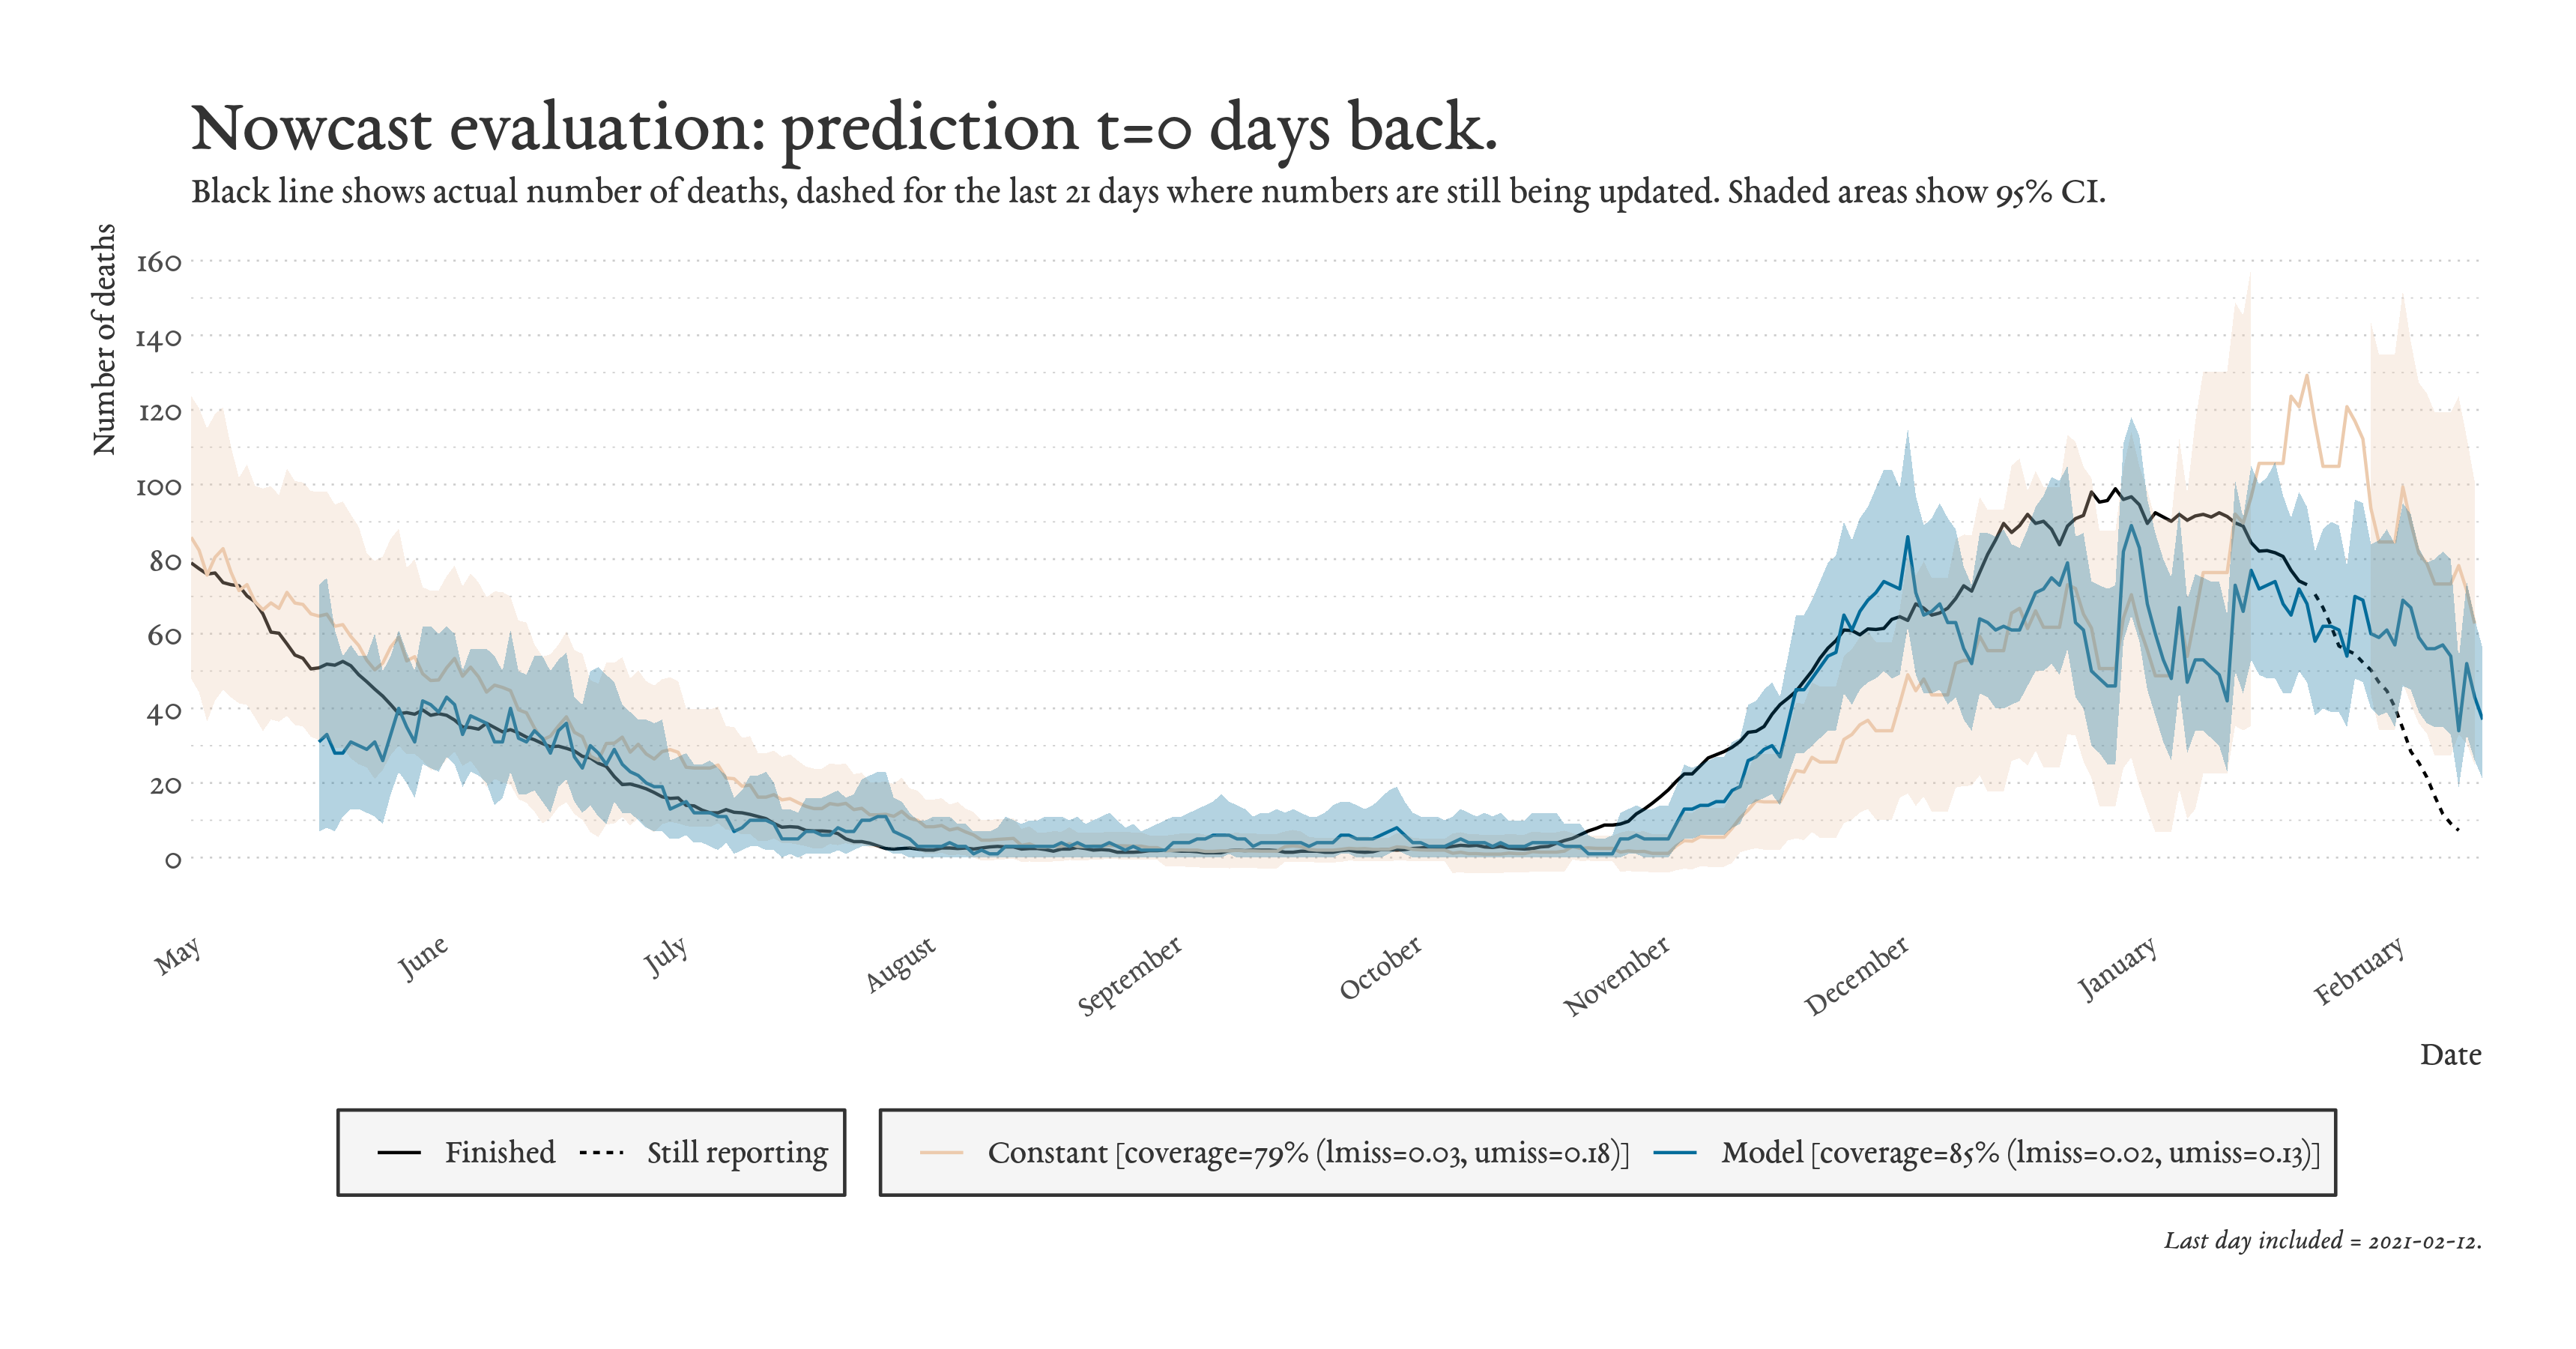 Nowcast evaluation: prediction t=0 days back.
Black line shows actual number of deaths, dashed for the last 21 days where numbers are still being updated. Shaded areas show 95% CI.
Number of deaths
160
140
120
100
80
60
40
20
0
May
June
July
August
September
October
November
December
January
February
Date
Finished
Still reporting
Constant [coverage=79% (lmiss=0.03, umiss=0.18)]
Model [coverage=85% (lmiss=0.02, umiss=0.13)]
Last day included = 2021-02-12.